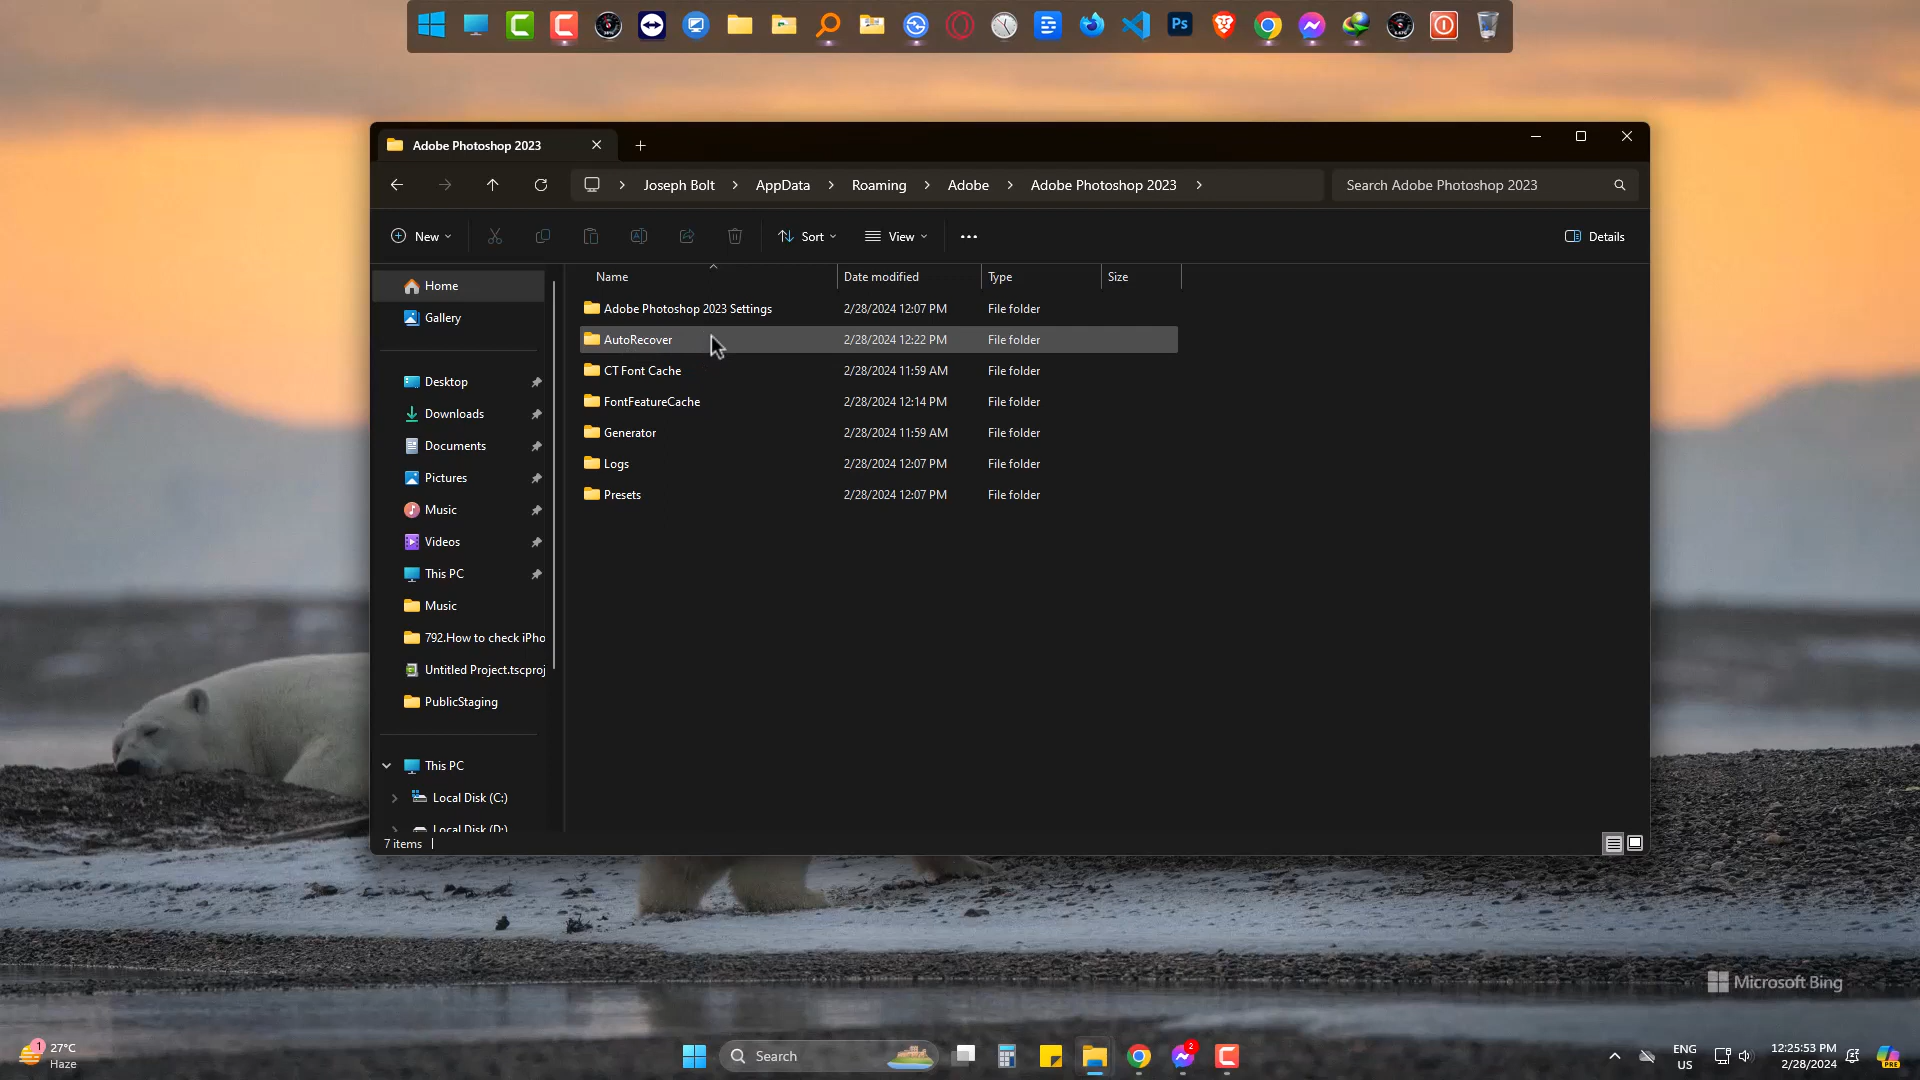 Ps
Adobe Photoshop 2023
Joseph Bolt
AppData
Roaming
Adobe
Adobe Photoshop 2023
Search Adobe Photoshop 2023
New
Sort
View
Details
Home
Gallery
Desktop
Downloads
Documents
Pictures
Music
Videos
This PC
Music
792.How to check iPho
Untitled Project.tscproj
PublicStaging
This PC
Local Disk (C:)
Local Disk (D:)
Name Date modified Type Size
Adobe Photoshop 2023 Settings 2/28/2024 12:07 PM File folder
AutoRecover 2/28/2024 12:22 PM File folder
CT Font Cache 2/28/2024 11:59 AM File folder
FontFeatureCache 2/28/2024 12:14 PM File folder
Generator 2/28/2024 11:59 AM File folder
Logs 2/28/2024 12:07 PM File folder
Presets 2/28/2024 12:07 PM File folder
7 items
Microsoft Bing
1
27°C
Haze
Search
2
ENG
US
12:25:53 PM
2/28/2024
PRE